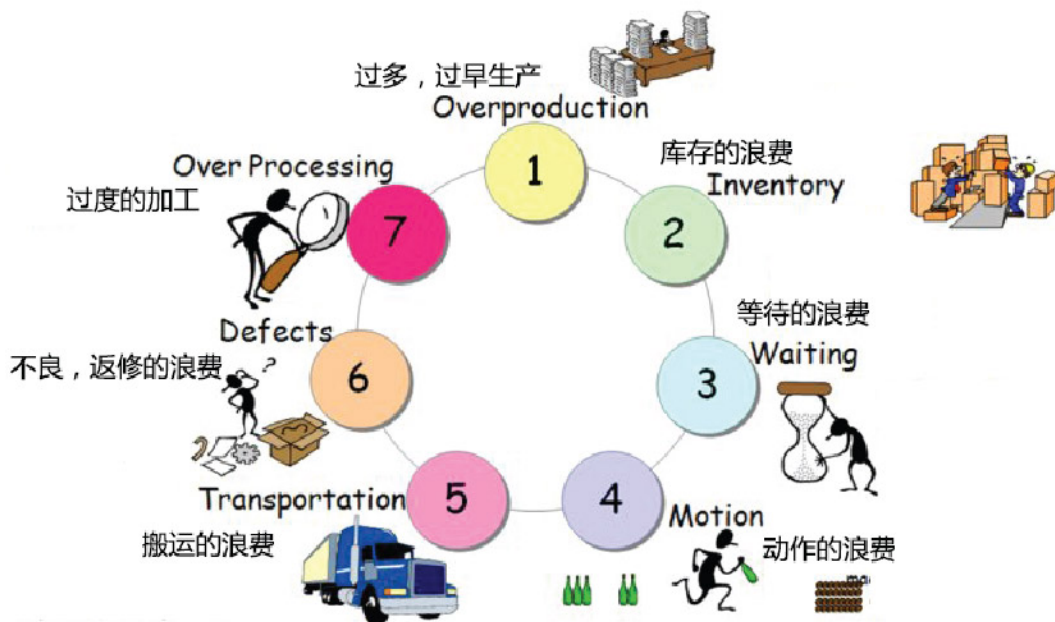 过多，过早生产
Overproduction
1
库存的浪费
Inventory
2
等待的浪费
Waiting
3
Motion
动作的浪费
4
Transportation
搬运的浪费
5
Defects
不良，返修的浪费
?
6
Over Processing
过度的加工
7